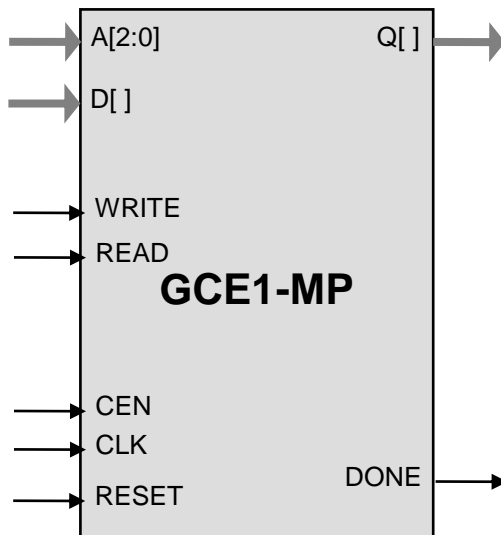 A[2:0] Q[ ]
D[ ]
WRITE
READ
GCE1-MP
CEN
CLK
DONE
RESET